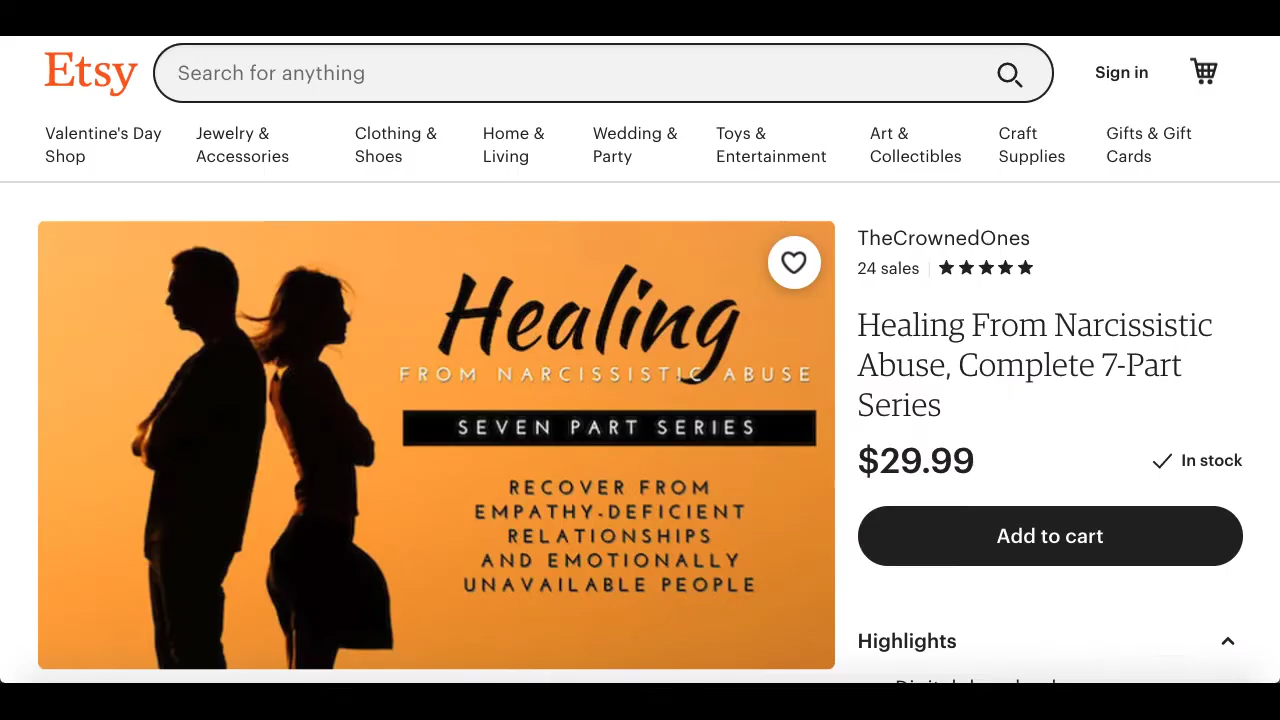 Etsy
Search for anything
Sign in
Valentine's Day
Shop
Jewelry &
Accessories
Clothing &
Shoes
Home &
Living
Wedding &
Party
Toys &
Entertainment
Art &
Collectibles
Craft
Supplies
Gifts & Gift
Cards
Healing
FROM NARCISSISTIC ABUSE
SEVEN PART SERIES
RECOVER FROM
EMPATHY-DEFICIENT
RELATIONSHIPS
AND EMOTIONALLY
UNAVAILABLE PEOPLE
TheCrownedOnes
24 sales
Healing From Narcissistic
Abuse, Complete 7-Part
Series
$29.99
In stock
Add to cart
Highlights